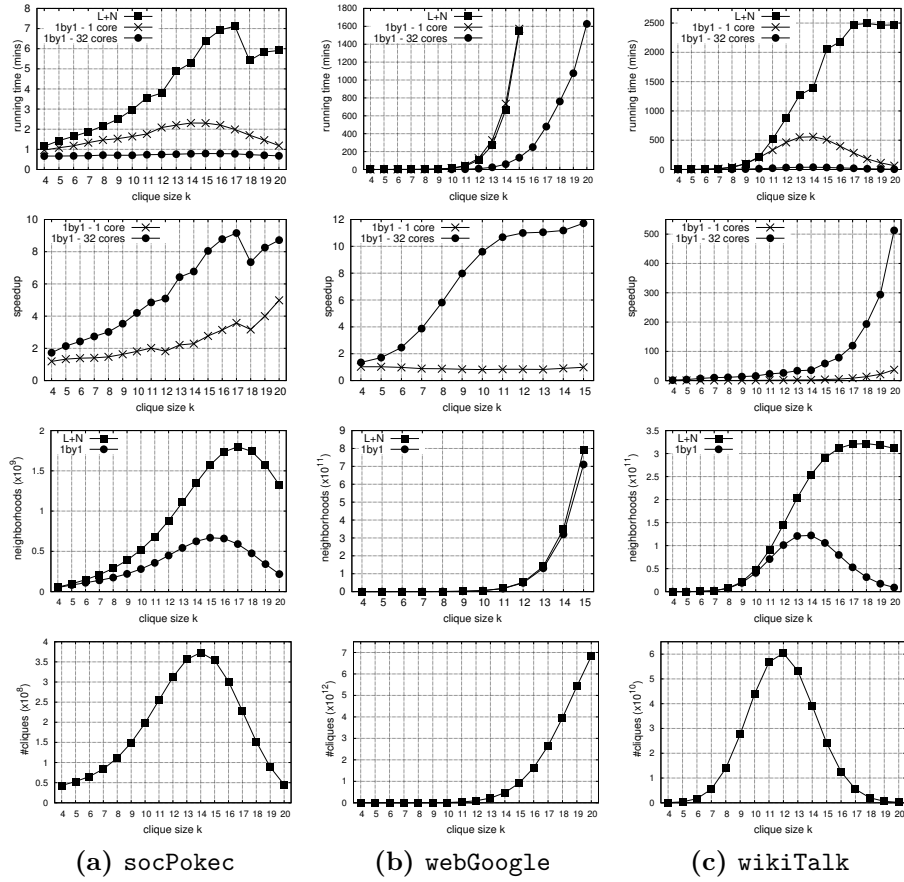 running time (mins)
8
7
6
5
4
3
2
1
0
L+N
1by1 - 1 core
1by1 - 32 cores
4 5 6 7 8 9 10 11 12 13 14 15 16 17 18 19 20
clique size k
running time (mins)
1800
1600
1400
1200
1000
800
600
400
200
0
L+N
1by1 - 1 core
1by1 - 32 cores
4 5 6 7 8 9 10 11 12 13 14 15 16 17 18 19 20
clique size k
running time (mins)
2500
2000
1500
1000
500
0
L+N
1by1 - 1 core
1by1 - 32 cores
4 5 6 7 8 9 10 11 12 13 14 15 16 17 18 19 20
clique size k
speedup
10
8
6
4
2
0
1by1 - 1 core
1by1 - 32 cores
4 5 6 7 8 9 10 11 12 13 14 15 16 17 18 19 20
clique size k
speedup
12
10
8
6
4
2
0
1by1 - 1 core
1by1 - 32 cores
4 5 6 7 8 9 10 11 12 13 14 15
clique size k
speedup
500
400
300
200
100
0
1by1 - 1 core
1by1 - 32 cores
4 5 6 7 8 9 10 11 12 13 14 15 16 17 18 19 20
clique size k
neighborhoods (x10⁹)
2
1.5
1
0.5
0
L+N
1by1
4 5 6 7 8 9 10 11 12 13 14 15 16 17 18 19 20
clique size k
neighborhoods (x10¹¹)
9
8
7
6
5
4
3
2
1
0
L+N
1by1
4 5 6 7 8 9 10 11 12 13 14 15
clique size k
neighborhoods (x10¹¹)
3.5
3
2.5
2
1.5
1
0.5
0
L+N
1by1
4 5 6 7 8 9 10 11 12 13 14 15 16 17 18 19 20
clique size k
#cliques (x10⁸)
4
3.5
3
2.5
2
1.5
1
0.5
0
4 5 6 7 8 9 10 11 12 13 14 15 16 17 18 19 20
clique size k
#cliques (x10¹²)
7
6
5
4
3
2
1
0
4 5 6 7 8 9 10 11 12 13 14 15 16 17 18 19 20
clique size k
#cliques (x10¹⁰)
6
5
4
3
2
1
0
4 5 6 7 8 9 10 11 12 13 14 15 16 17 18 19 20
clique size k
(a) socPokec
(b) webGoogle
(c) wikiTalk